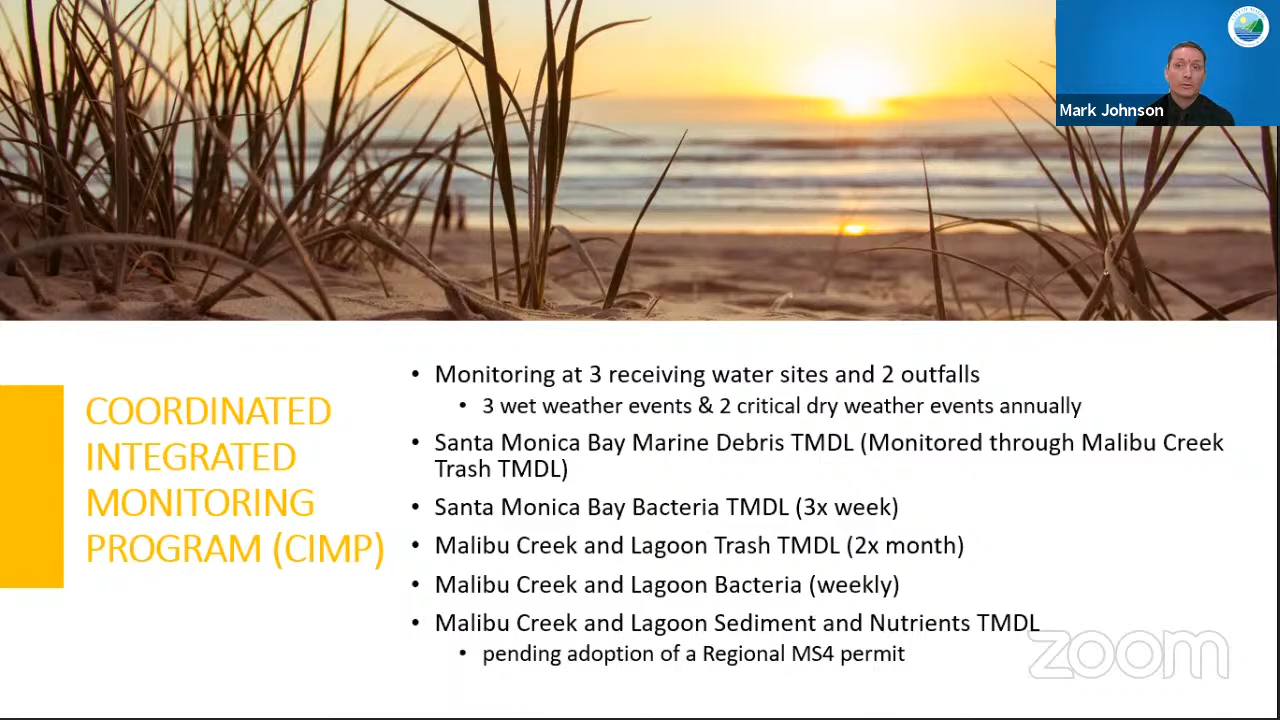 Mark Johnson
COORDINATED
INTEGRATED
MONITORING
PROGRAM (CIMP)
• Monitoring at 3 receiving water sites and 2 outfalls
• 3 wet weather events & 2 critical dry weather events annually
• Santa Monica Bay Marine Debris TMDL (Monitored through Malibu Creek
Trash TMDL)
• Santa Monica Bay Bacteria TMDL (3x week)
• Malibu Creek and Lagoon Trash TMDL (2x month)
• Malibu Creek and Lagoon Bacteria (weekly)
• Malibu Creek and Lagoon Sediment and Nutrients TMDL
• pending adoption of a Regional MS4 permit
zoom